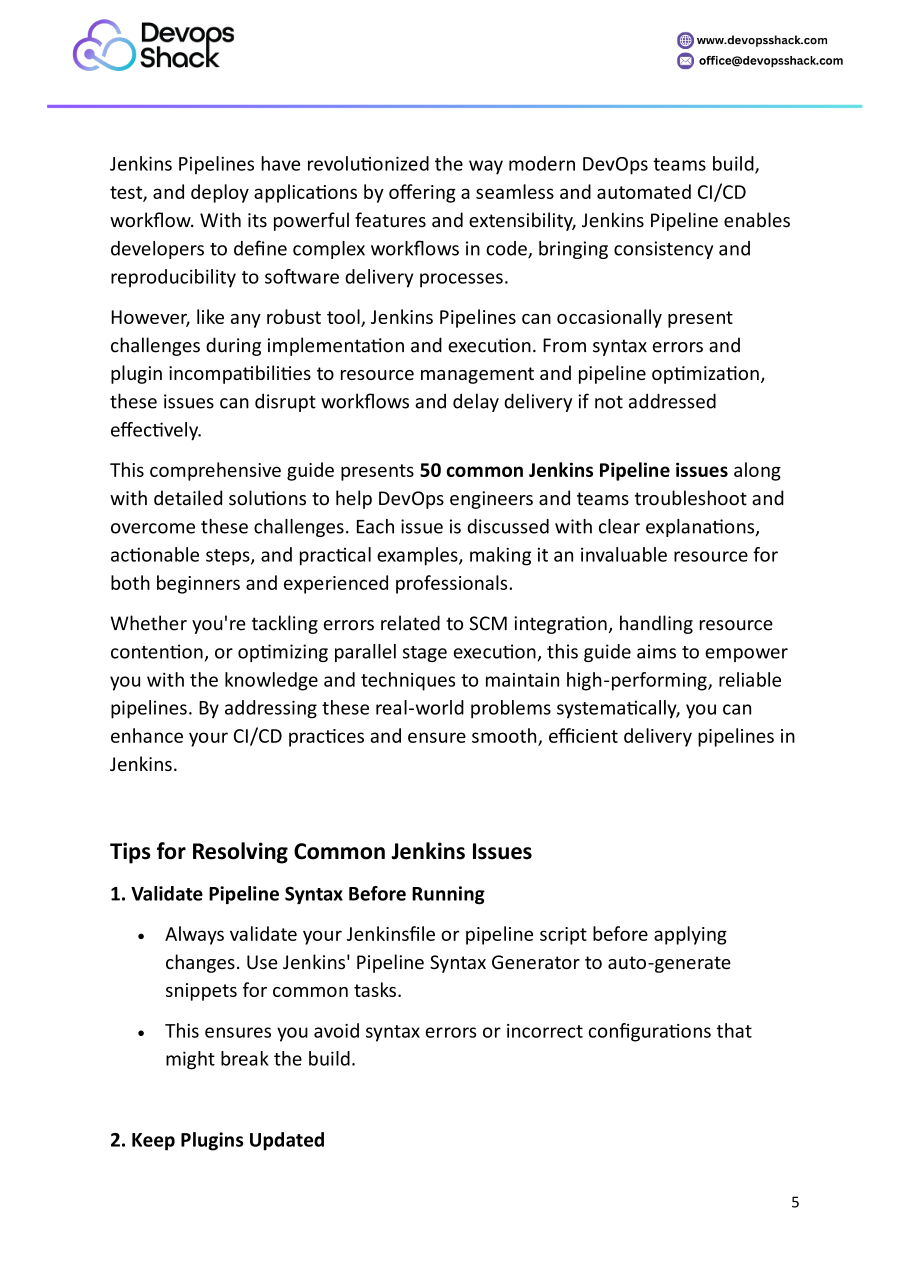 Devops
Shack
www.devopsshack.com
office@devopsshack.com
Jenkins Pipelines have revolutionized the way modern DevOps teams build,
test, and deploy applications by offering a seamless and automated CI/CD
workflow. With its powerful features and extensibility, Jenkins Pipeline enables
developers to define complex workflows in code, bringing consistency and
reproducibility to software delivery processes.
However, like any robust tool, Jenkins Pipelines can occasionally present
challenges during implementation and execution. From syntax errors and
plugin incompatibilities to resource management and pipeline optimization,
these issues can disrupt workflows and delay delivery if not addressed
effectively.
This comprehensive guide presents 50 common Jenkins Pipeline issues along
with detailed solutions to help DevOps engineers and teams troubleshoot and
overcome these challenges. Each issue is discussed with clear explanations,
actionable steps, and practical examples, making it an invaluable resource for
both beginners and experienced professionals.
Whether you're tackling errors related to SCM integration, handling resource
contention, or optimizing parallel stage execution, this guide aims to empower
you with the knowledge and techniques to maintain high-performing, reliable
pipelines. By addressing these real-world problems systematically, you can
enhance your CI/CD practices and ensure smooth, efficient delivery pipelines in
Jenkins.
Tips for Resolving Common Jenkins Issues
1. Validate Pipeline Syntax Before Running
• Always validate your Jenkinsfile or pipeline script before applying
changes. Use Jenkins' Pipeline Syntax Generator to auto-generate
snippets for common tasks.
• This ensures you avoid syntax errors or incorrect configurations that
might break the build.
2. Keep Plugins Updated
5